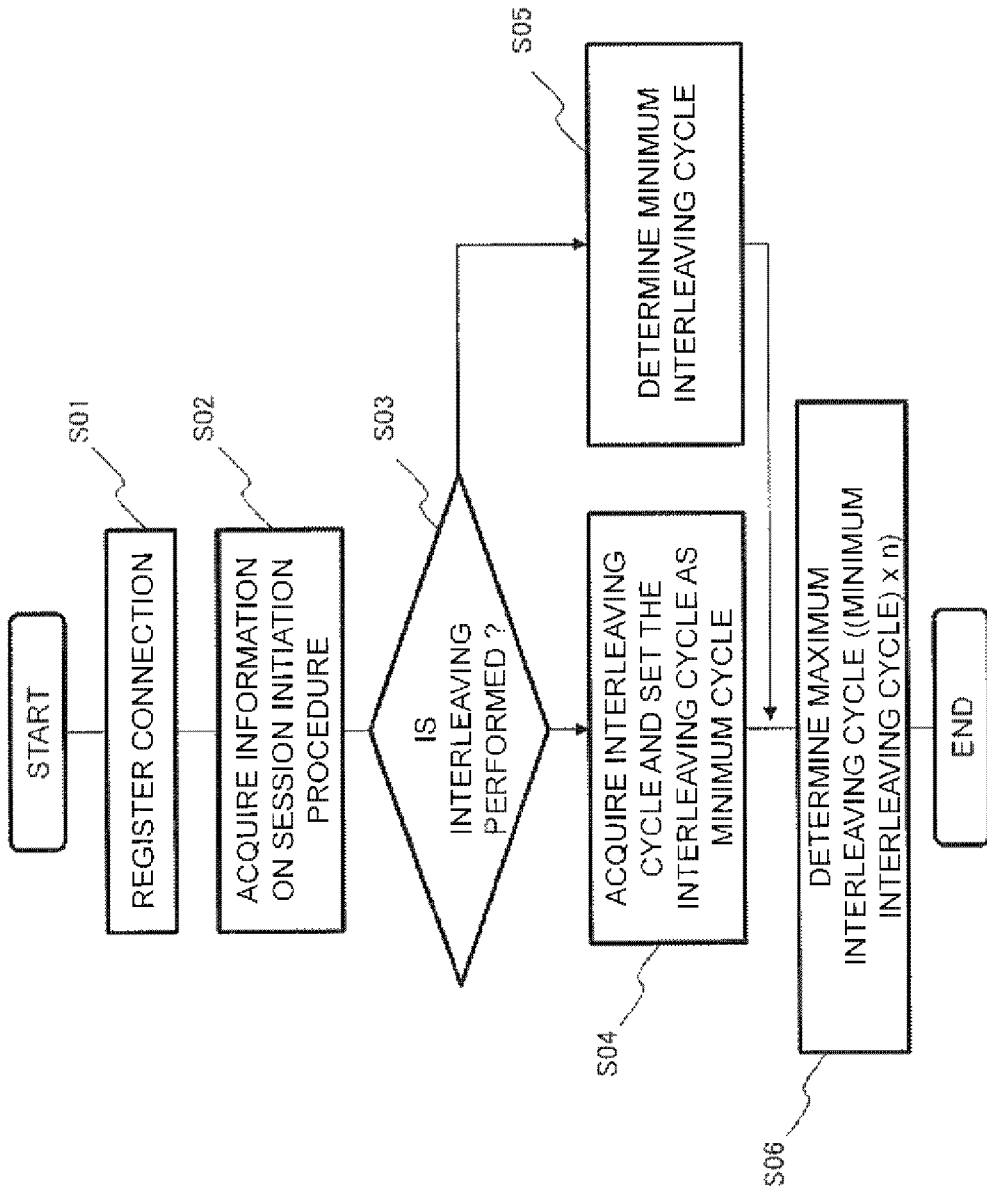 START
S01
REGISTER CONNECTION
S02
ACQUIRE INFORMATION
ON SESSION INITIATION
PROCEDURE
S03
IS
INTERLEAVING
PERFORMED ?
S04
ACQUIRE INTERLEAVING
CYCLE AND SET THE
INTERLEAVING CYCLE AS
MINIMUM CYCLE
S05
DETERMINE MINIMUM
INTERLEAVING CYCLE
S06
DETERMINE MAXIMUM
INTERLEAVING CYCLE ((MINIMUM
INTERLEAVING CYCLE) x n)
END